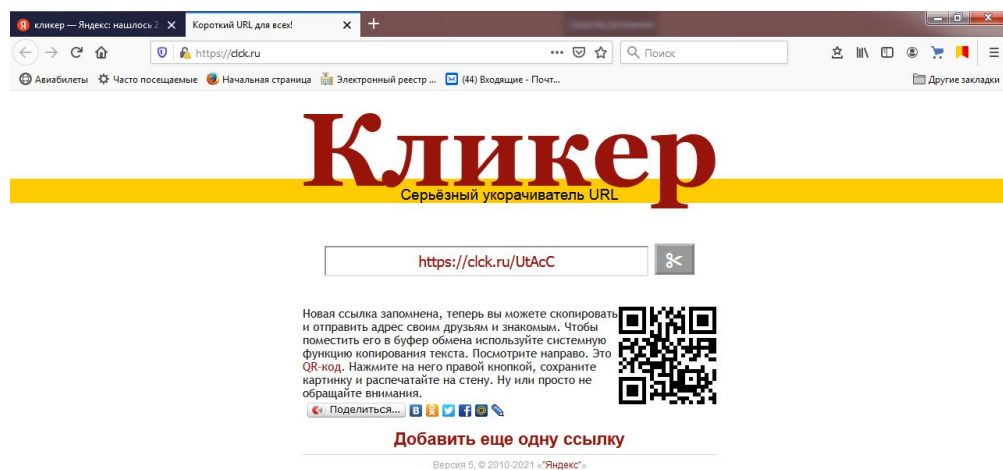 кликер — Яндекс: нашлось 2
Короткий URL для всех!
https://clck.ru
Поиск
Авиабилеты
Часто посещаемые
Начальная страница
Электронный реестр ...
(44) Входящие - Почт...
Другие закладки
Кликер
Серьёзный укорачиватель URL
https://clck.ru/UtAcC
Новая ссылка запомнена, теперь вы можете скопировать
и отправить адрес своим друзьям и знакомым. Чтобы
поместить его в буфер обмена используйте системную
функцию копирования текста. Посмотрите направо. Это
QR-код. Нажмите на него правой кнопкой, сохраните
картинку и распечатайте на стену. Ну или просто не
обращайте внимания.
Поделиться...
Добавить еще одну ссылку
Версия 5, © 2010-2021 «"Яндекс"»